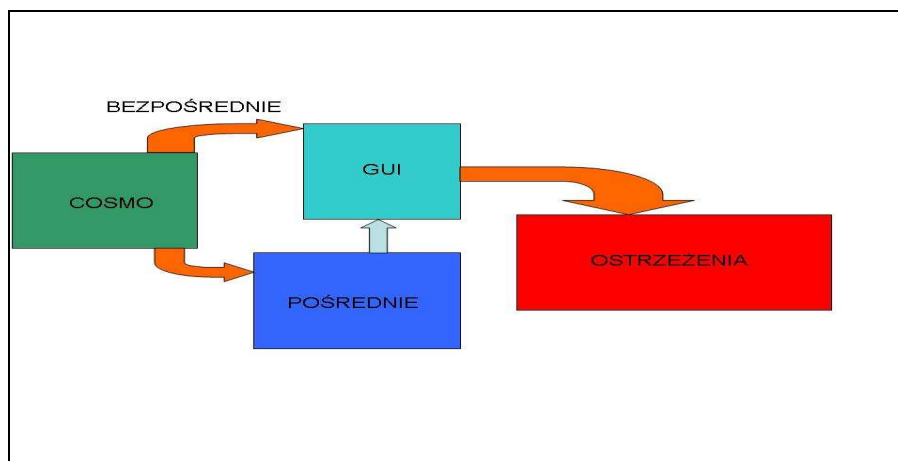 BEZPOŚREDNIE
GUI
COSMO
OSTRZEŻENIA
POŚREDNIE